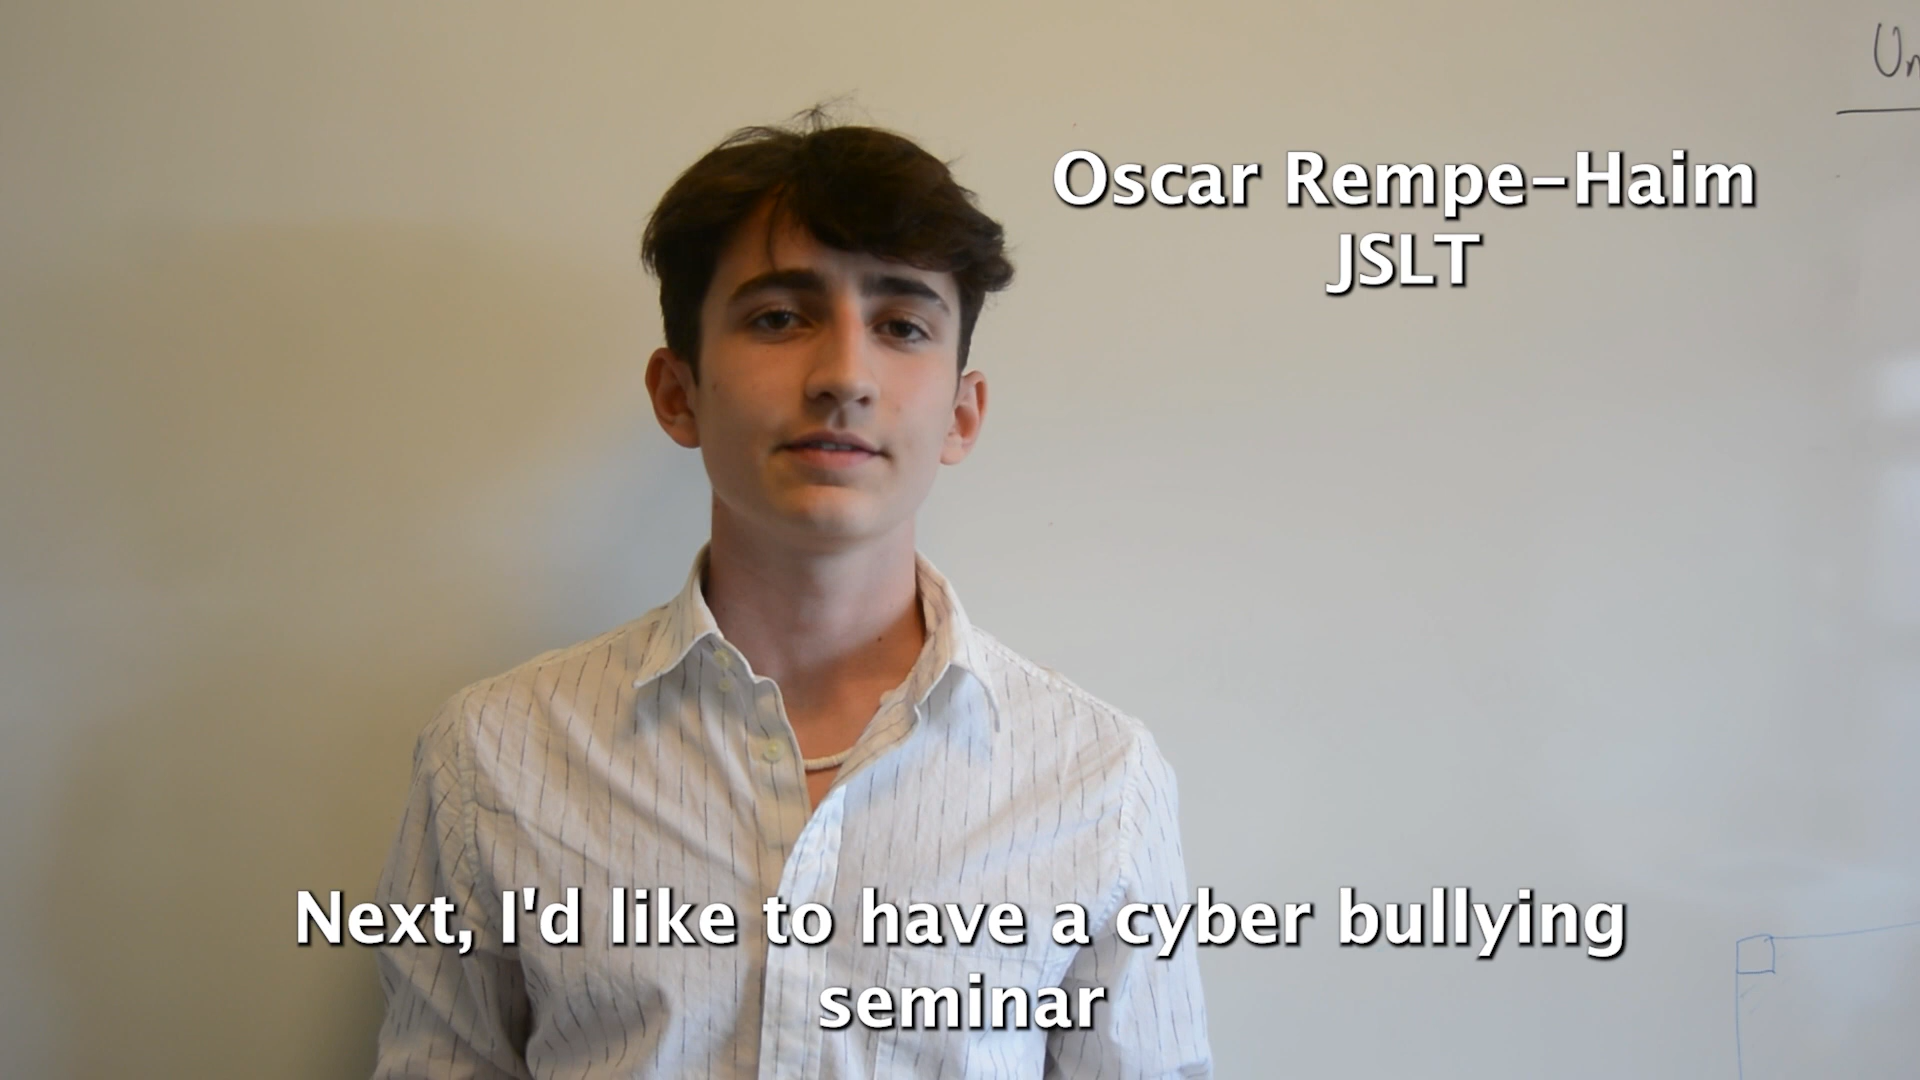 Oscar Rempe-Haim
JSLT
Next, I'd like to have a cyber bullying
seminar